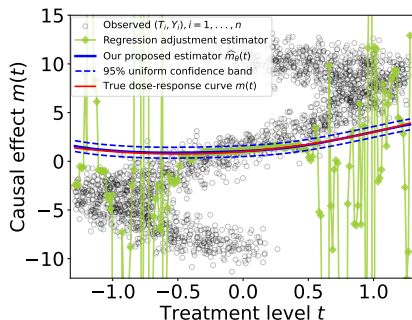 Observed (T_i, Y_i), i = 1, . . . , n
Regression adjustment estimator
Our proposed estimator \widehat{m}_θ(t)
95% uniform confidence band
True dose-response curve m(t)
Causal effect m(t)
15
10
5
0
−5
−10
−1.0 −0.5 0.0 0.5 1.0
Treatment level t